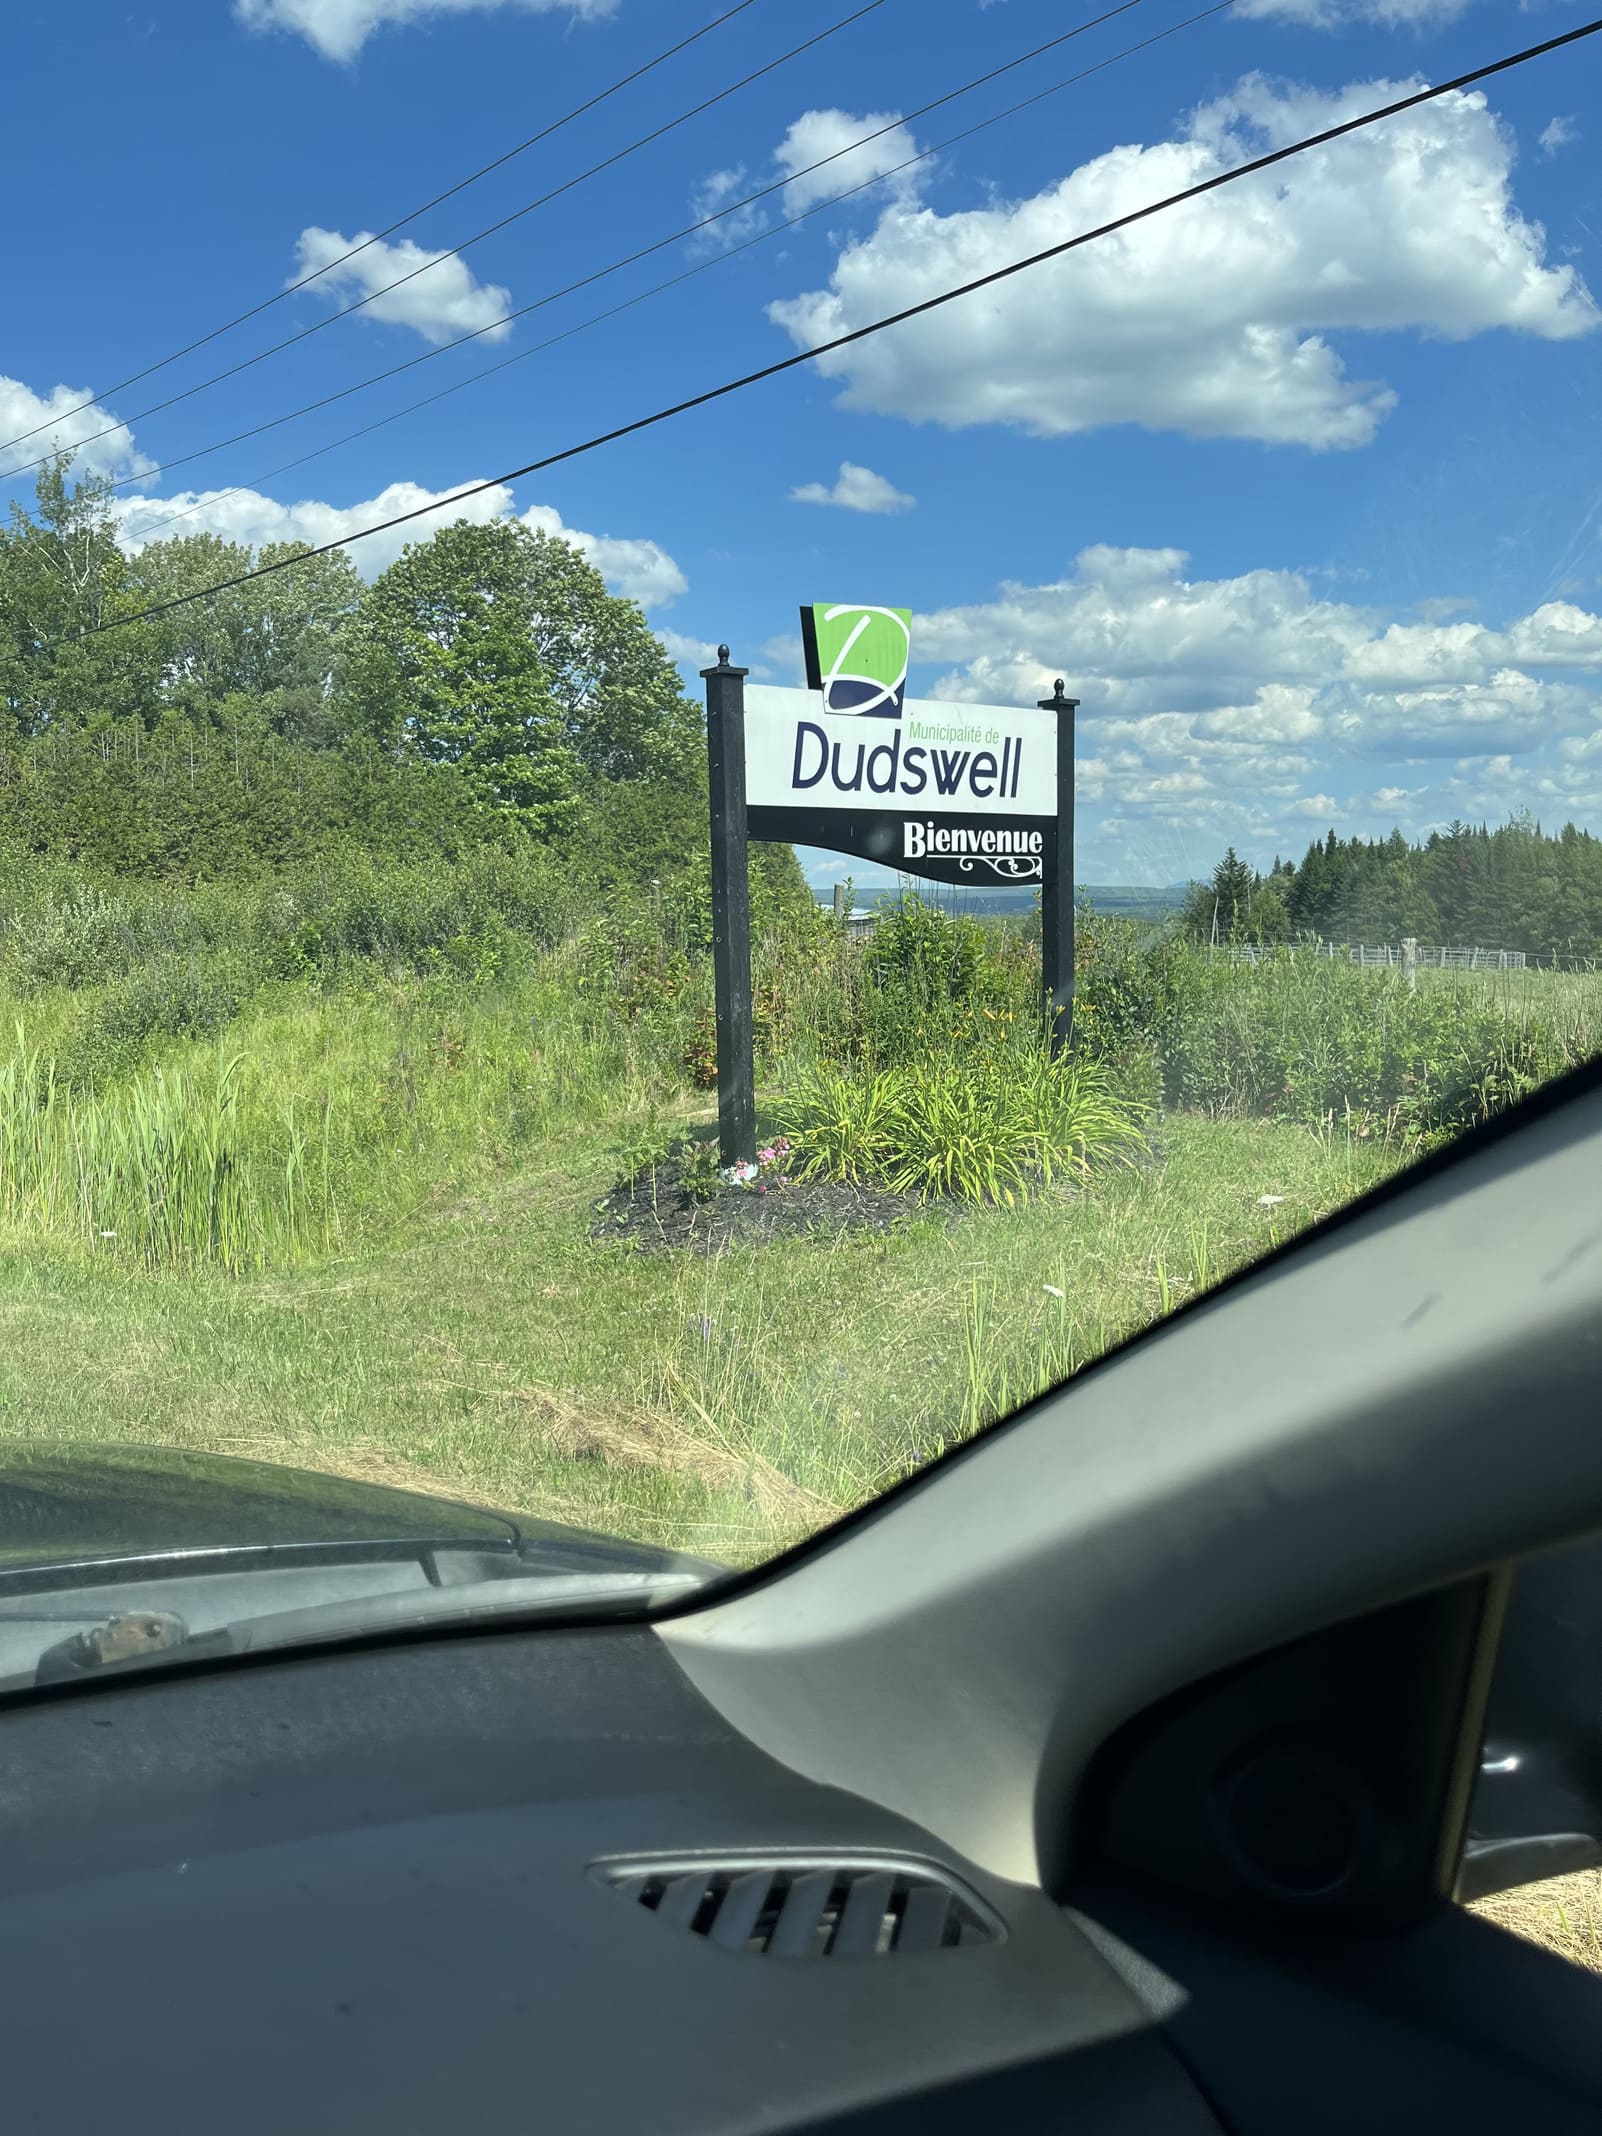 D
Municipalité de
Dudswell
Bienvenue